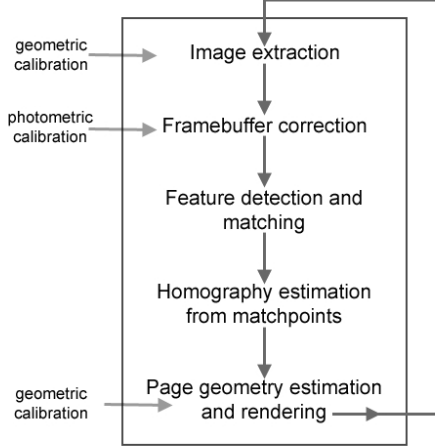 geometric
calibration
Image extraction
photometric
calibration
Framebuffer correction
Feature detection and
matching
Homography estimation
from matchpoints
geometric
calibration
Page geometry estimation
and rendering